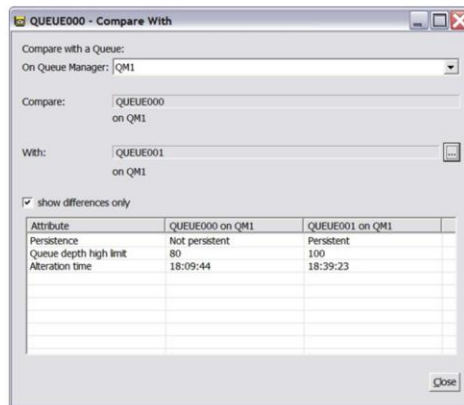 QUEUE000 - Compare With
Compare with a Queue:
On Queue Manager: QM1
Compare: QUEUE000
on QM1
With: QUEUE001
...
on QM1
show differences only
Attribute QUEUE000 on QM1 QUEUE001 on QM1
Persistence Not persistent Persistent
Queue depth high limit 80 100
Alteration time 18:09:44 18:39:23
Close